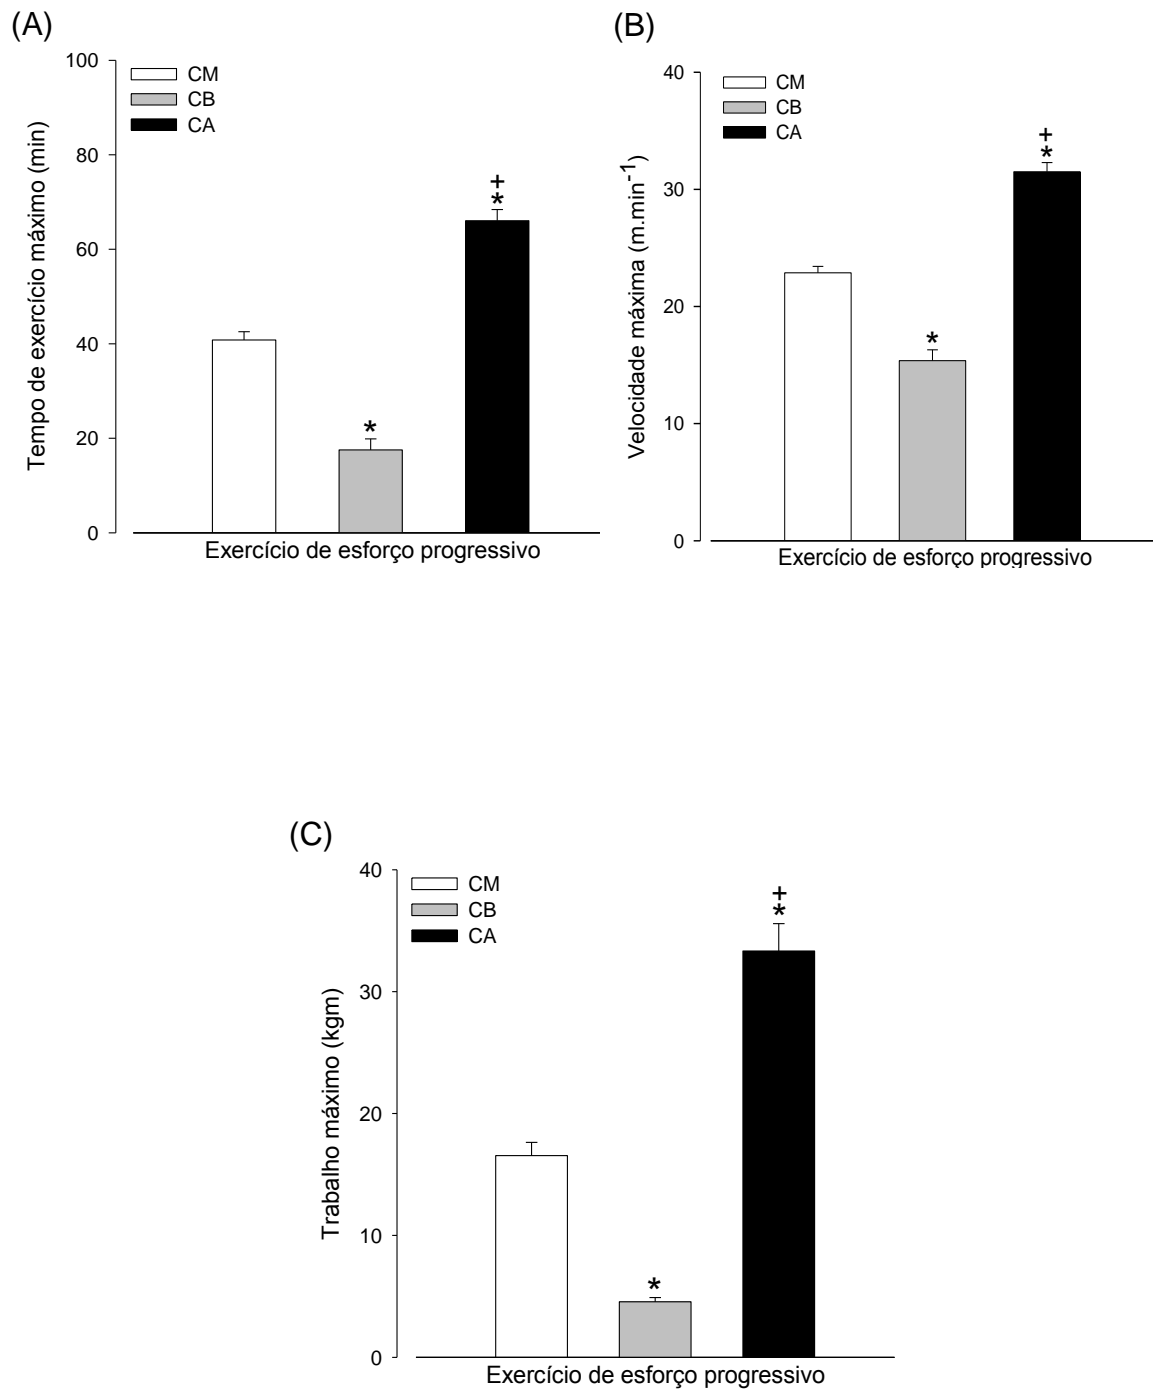 (A)
Tempo de exercício máximo (min)
100
80
60
40
20
0
CM
CB
CA
*
+
*
Exercício de esforço progressivo
(B)
Velocidade máxima (m.min-1)
40
30
20
10
0
CM
CB
CA
*
+
*
Exercício de esforço progressivo
(C)
Trabalho máximo (kgm)
40
30
20
10
0
CM
CB
CA
*
+
*
Exercício de esforço progressivo